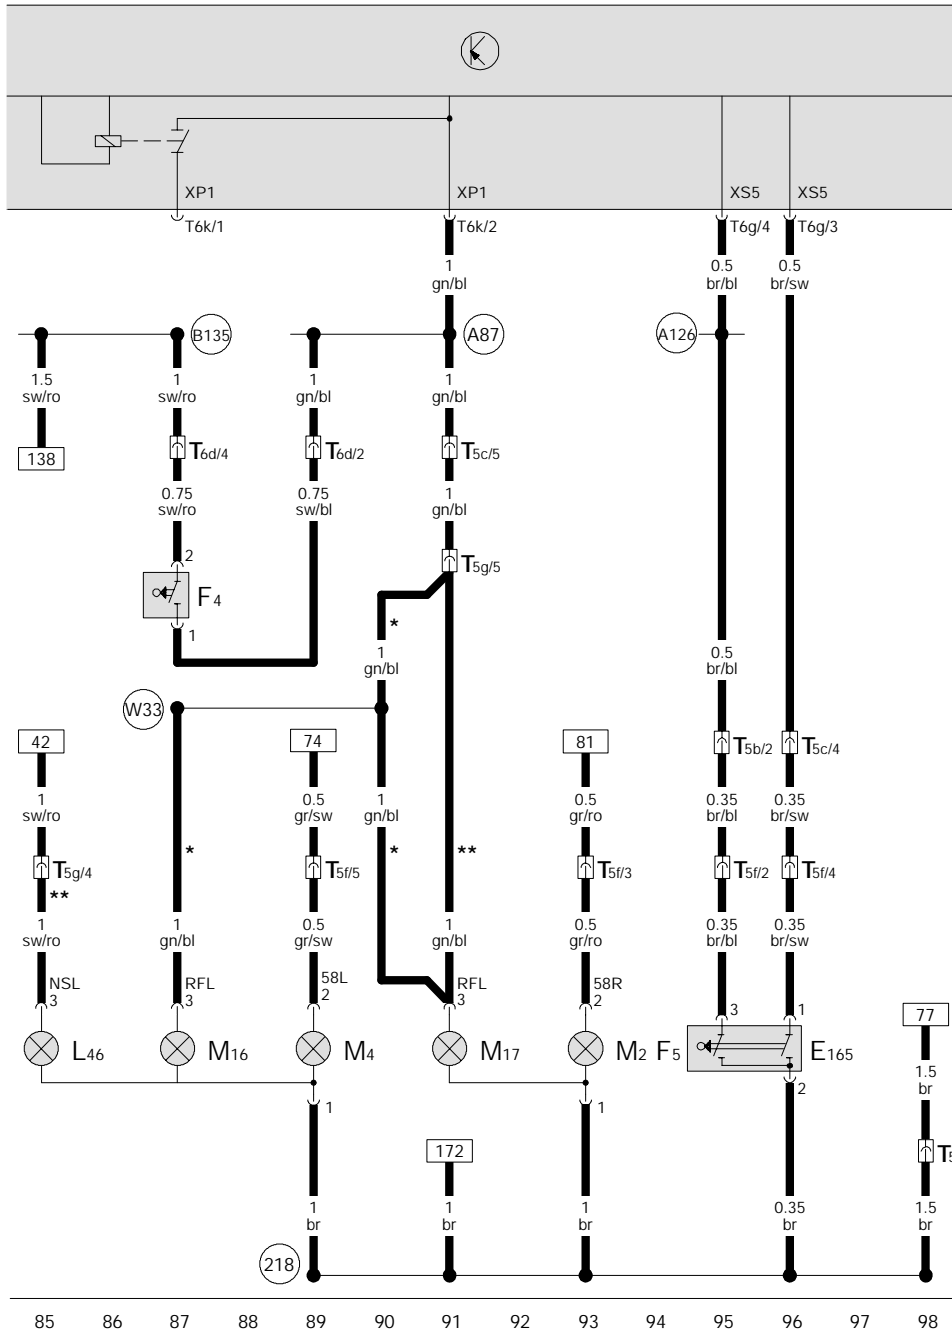 XP1 XP1 XS5 XS5
T6k/1 T6k/2 T6g/4 T6g/3
1 0.5 0.5
gn/bl br/bl br/sw
B135 A87 A126
1.5 1 1 1
sw/ro sw/ro gn/bl gn/bl
138 T6d/4 T6d/2 T5c/5
0.75 0.75 1
sw/ro sw/bl gn/bl
2 T5g/5
F4
*
1
1 0.5
gn/bl br/bl
W33
42 74 81 T5b/2 T5c/4
1 0.5 1 0.5 0.35 0.35
sw/ro gr/sw gn/bl gr/ro br/bl br/sw
* * **
T5g/4 T5f/5 T5f/3 T5f/2 T5f/4
**
1 1 0.5 1 0.5 0.35 0.35
sw/ro gn/bl gr/sw gn/bl gr/ro br/bl br/sw
NSL RFL 58L RFL 58R
3 3 2 3 2 3 1 77
L46 M16 M4 M17 M2 F5 E165
1.5
br
2
1 1
172
1 1 1 0.35 1.5
br br br br br
218
85 86 87 88 89 90 91 92 93 94 95 96 97 98